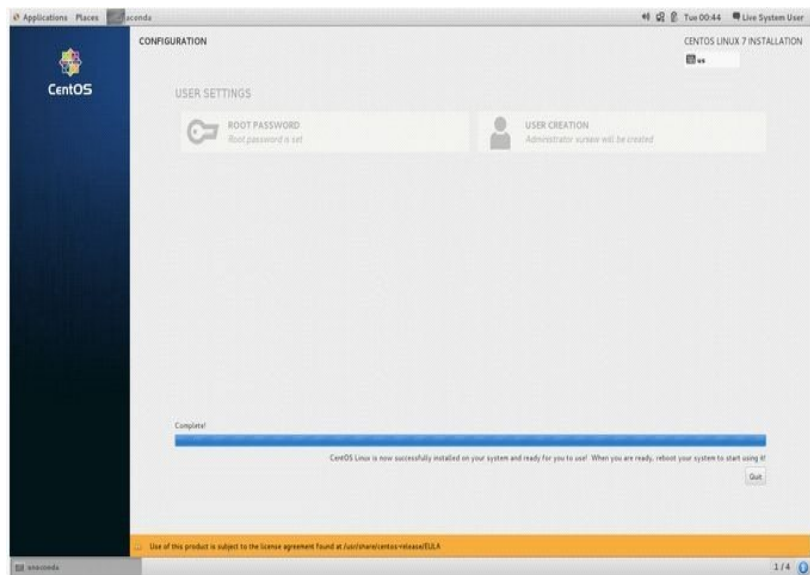 Applications Places anaconda Tue 00:44 Live System User
CONFIGURATION
CENTOS LINUX 7 INSTALLATION
us
CentOS
USER SETTINGS
ROOT PASSWORD
Root password is set
USER CREATION
Administrator will be created
Complete!
CentOS Linux is now successfully installed on your system and ready for you to use! When you are ready, reboot your system to start using it!
Quit
Use of this product is subject to the license agreement found at /usr/share/centos-release/EULA
anaconda
1 / 4